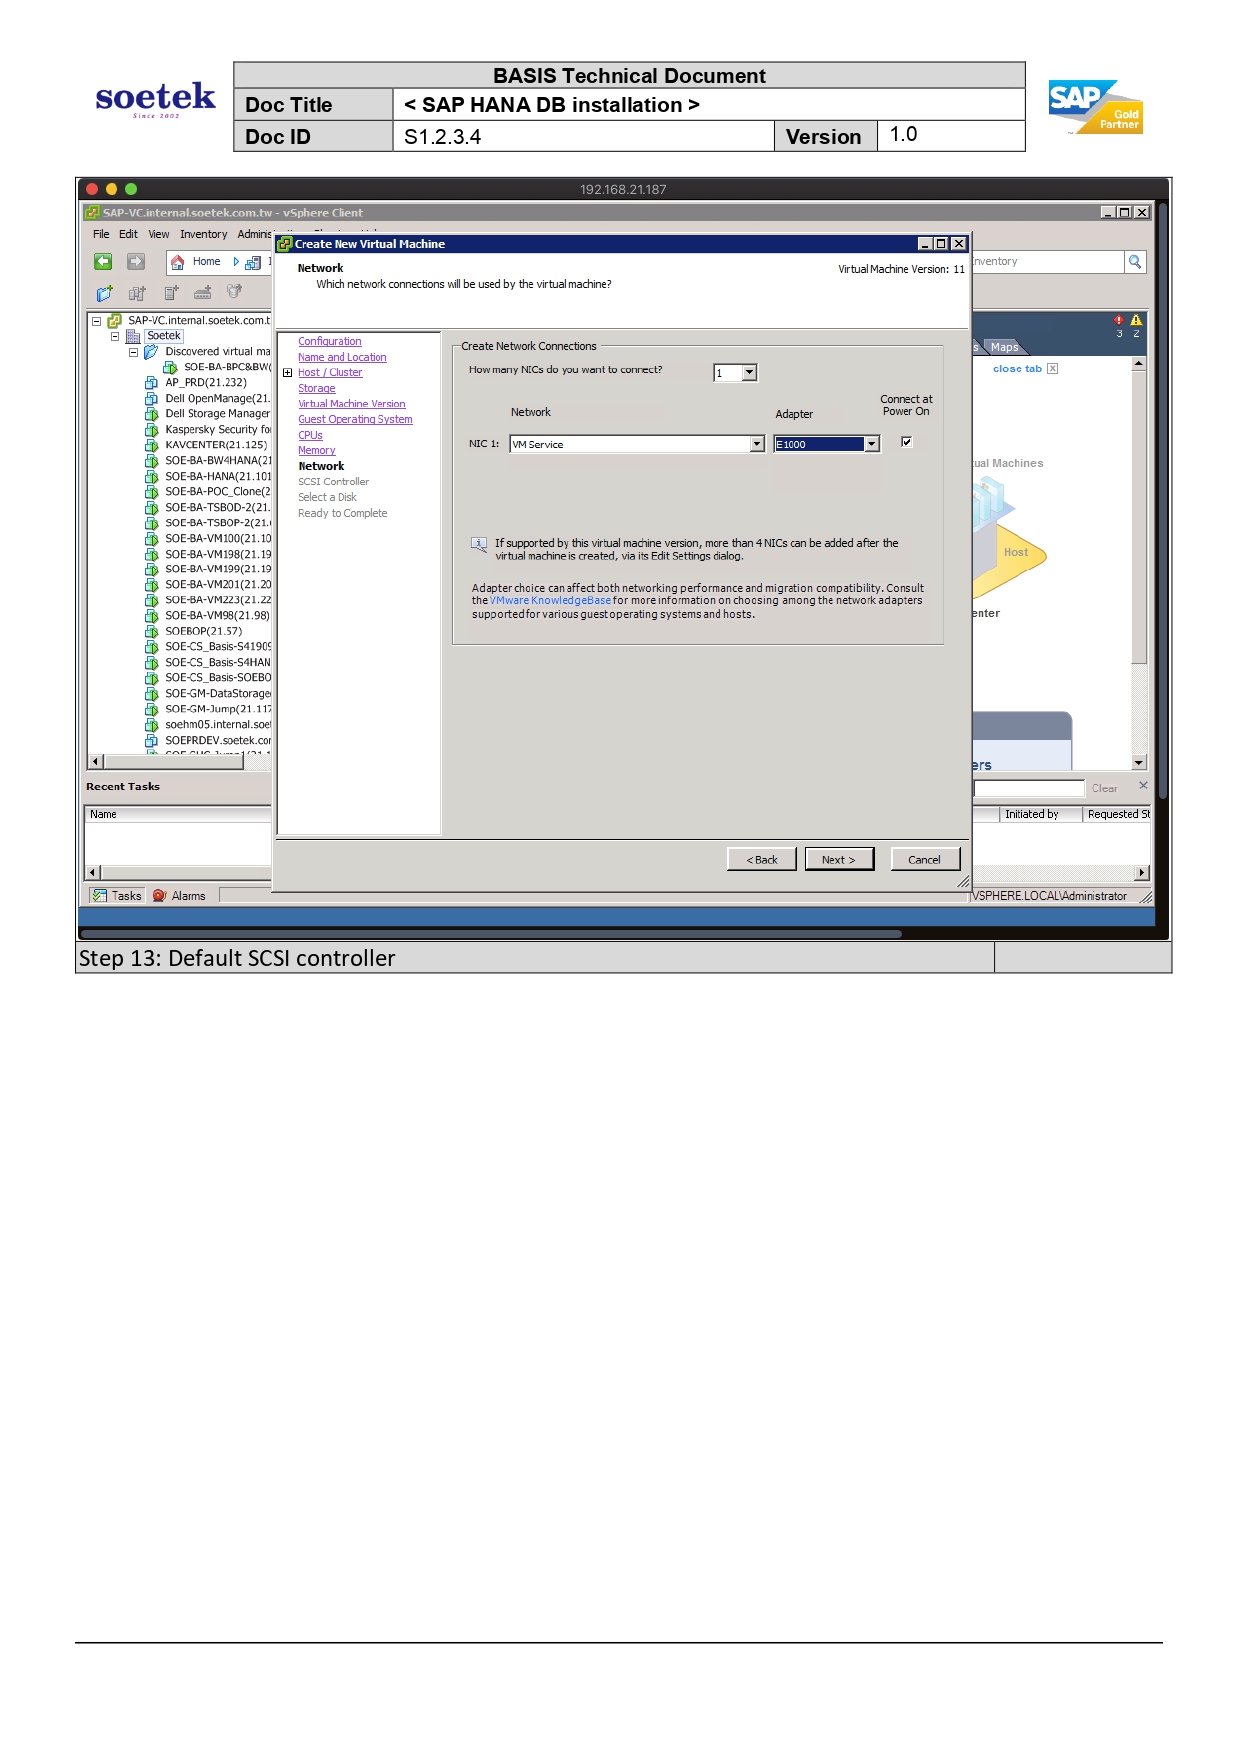 soetek
Since 2002
BASIS Technical Document
Doc Title
< SAP HANA DB installation >
Doc ID
S1.2.3.4
Version
1.0
SAP
Gold
Partner
192.168.21.187
SAP-VC.internal.soetek.com.tw - vSphere Client
File Edit View Inventory Adminis
Create New Virtual Machine
Home
nventory
Network
Which network connections will be used by the virtual machine?
Virtual Machine Version: 11
SAP-VC.internal.soetek.com.t
Soetek
Discovered virtual ma
SOE-BA-BPC&BW(
AP_PRD(21.232)
Dell OpenManage(21.
Dell Storage Manager
Kaspersky Security fo
KAVCENTER(21.125)
SOE-BA-BW4HANA(21
SOE-BA-HANA(21.101
SOE-BA-POC_Clone(2
SOE-BA-TSBOD-2(21.
SOE-BA-TSBOP-2(21.
SOE-BA-VM100(21.10
SOE-BA-VM198(21.19
SOE-BA-VM199(21.19
SOE-BA-VM201(21.20
SOE-BA-VM223(21.22
SOE-BA-VM98(21.98)
SOEBOP(21.57)
SOE-CS_Basis-S41909
SOE-CS_Basis-S4HAN
SOE-CS_Basis-SOEBO
SOE-GM-DataStorage
SOE-GM-Jump(21.117
soehm05.internal.soe
SOEPRDEV.soetek.co
Configuration
Name and Location
Host / Cluster
Storage
Virtual Machine Version
Guest Operating System
CPUs
Memory
Network
SCSI Controller
Select a Disk
Ready to Complete
Create Network Connections
How many NICs do you want to connect?
1
Network
Adapter
Connect at
Power On
NIC 1:
VM Service
E1000
If supported by this virtual machine version, more than 4 NICs can be added after the
virtual machine is created, via its Edit Settings dialog.
Adapter choice can affect both networking performance and migration compatibility. Consult
the VMware KnowledgeBase for more information on choosing among the network adapters
supported for various guest operating systems and hosts.
3 2
s Maps
close tab
ual Machines
Host
enter
ers
Recent Tasks
Clear
Name
Initiated by
Requested St
< Back
Next >
Cancel
Tasks
Alarms
VSPHERE.LOCAL\Administrator
Step 13: Default SCSI controller